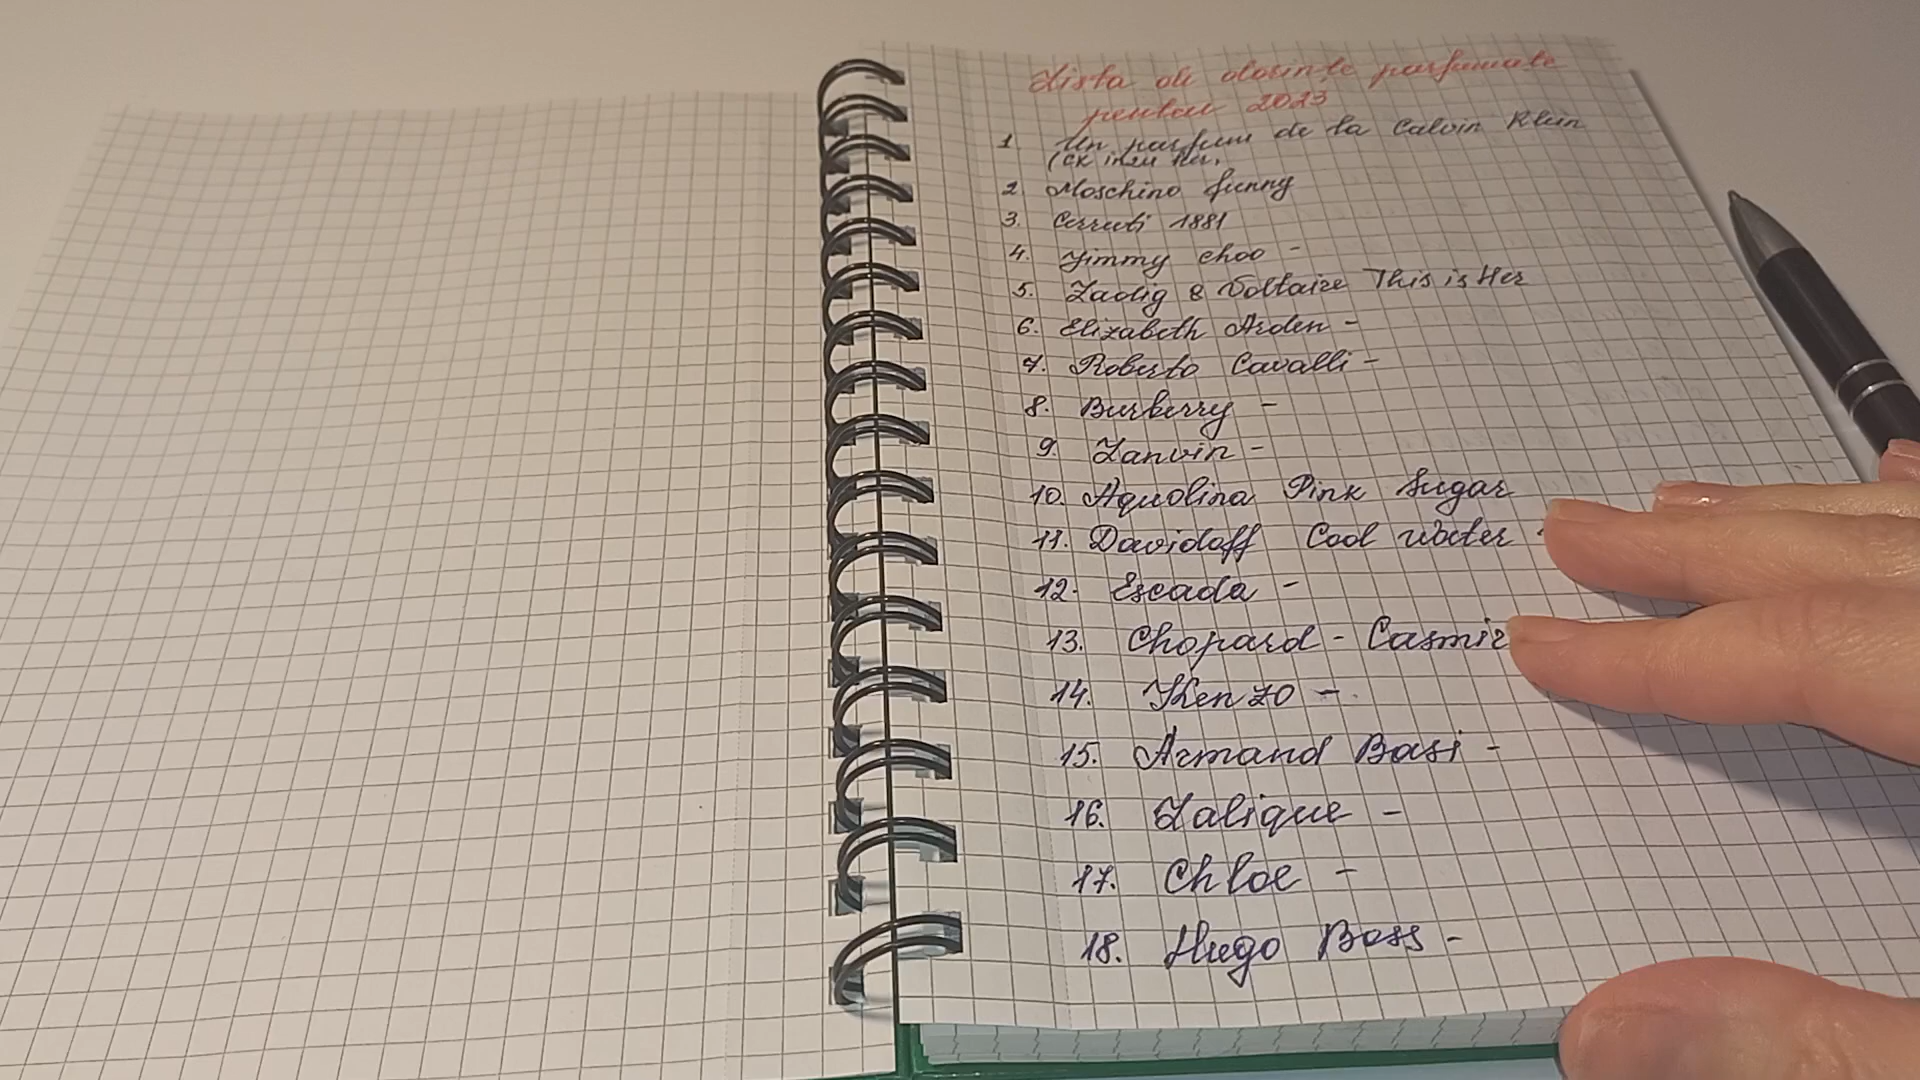 Lista de dorințe parfumate
pentru 2023
1. Un parfum de la Calvin Klein
(CK in2u her,
2. Moschino funny
3. Cerruti 1881
4. Jimmy Choo -
5. Zadig & Voltaire This is Her
6. Elizabeth Arden -
7. Roberto Cavalli -
8. Burberry -
9. Lanvin -
10. Aquolina Pink Sugar
11. Davidoff Cool Water -
12. Escada -
13. Chopard - Casmir
14. Kenzo -
15. Armand Basi -
16. Lalique -
17. Chloe -
18. Hugo Boss -